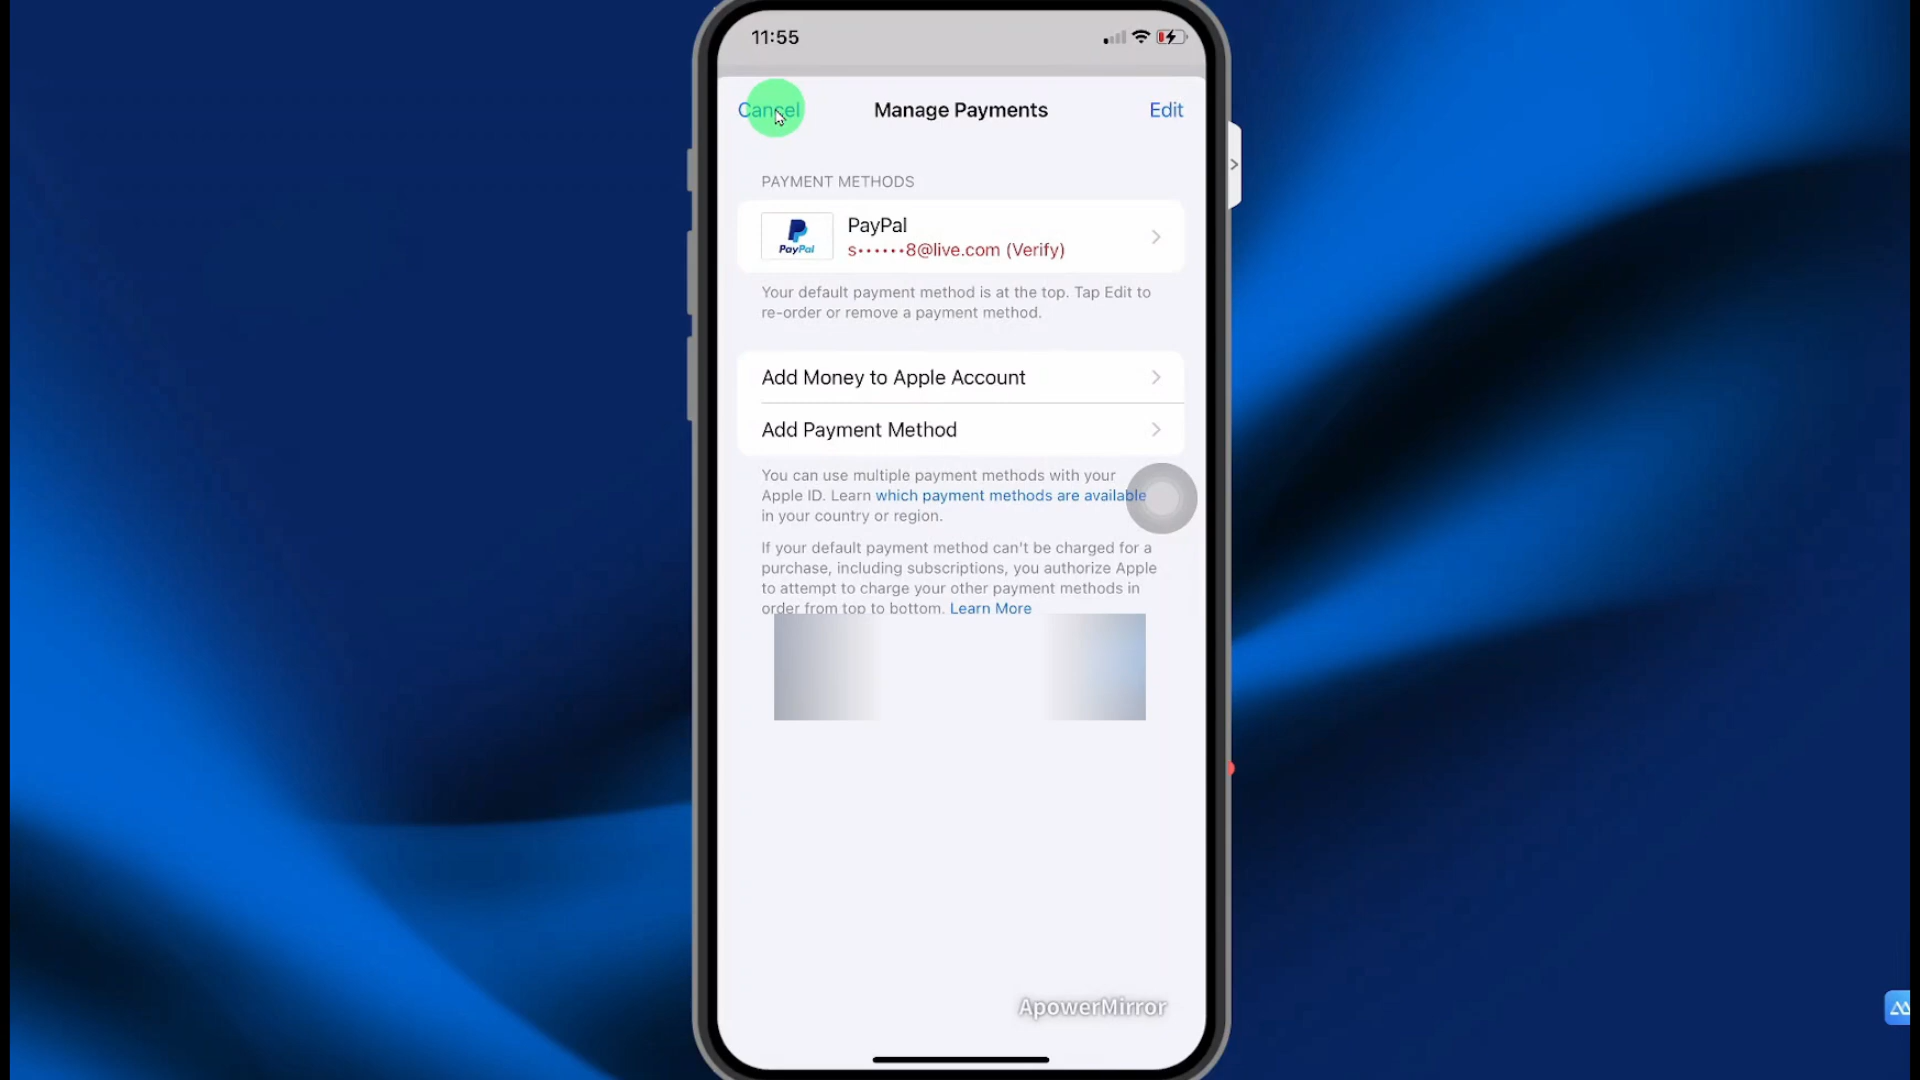 11:55
Cancel
Manage Payments
Edit
PAYMENT METHODS
PayPal
PayPal
s••••••8@live.com (Verify)
Your default payment method is at the top. Tap Edit to
re-order or remove a payment method.
Add Money to Apple Account
Add Payment Method
You can use multiple payment methods with your
Apple ID. Learn which payment methods are available
in your country or region.
If your default payment method can't be charged for a
purchase, including subscriptions, you authorize Apple
to attempt to charge your other payment methods in
order from top to bottom. Learn More
ApowerMirror